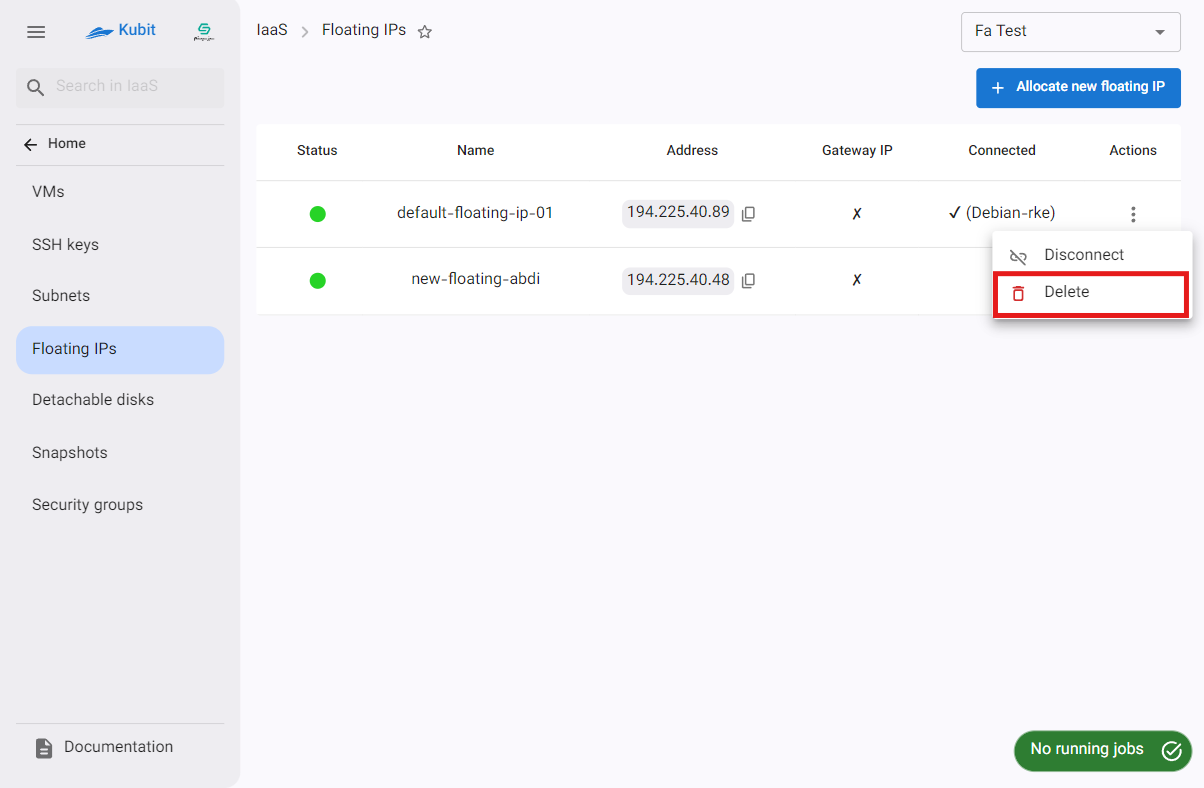 Kubit
IaaS
Floating IPs
Fa Test
Search in IaaS
Allocate new floating IP
Home
VMs
SSH keys
Subnets
Floating IPs
Detachable disks
Snapshots
Security groups
Status Name Address Gateway IP Connected Actions
default-floating-ip-01 194.225.40.89 ✗ ✓ (Debian-rke)
new-floating-abdi 194.225.40.48 ✗
Disconnect
Delete
Documentation
No running jobs